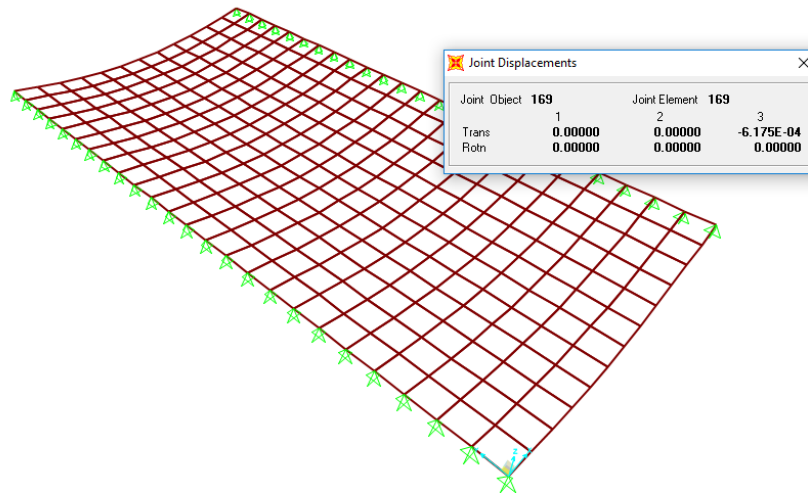 Joint Displacements
Joint Object 169 Joint Element 169
1 2 3
Trans 0.00000 0.00000 -6.175E-04
Rotn 0.00000 0.00000 0.00000
z